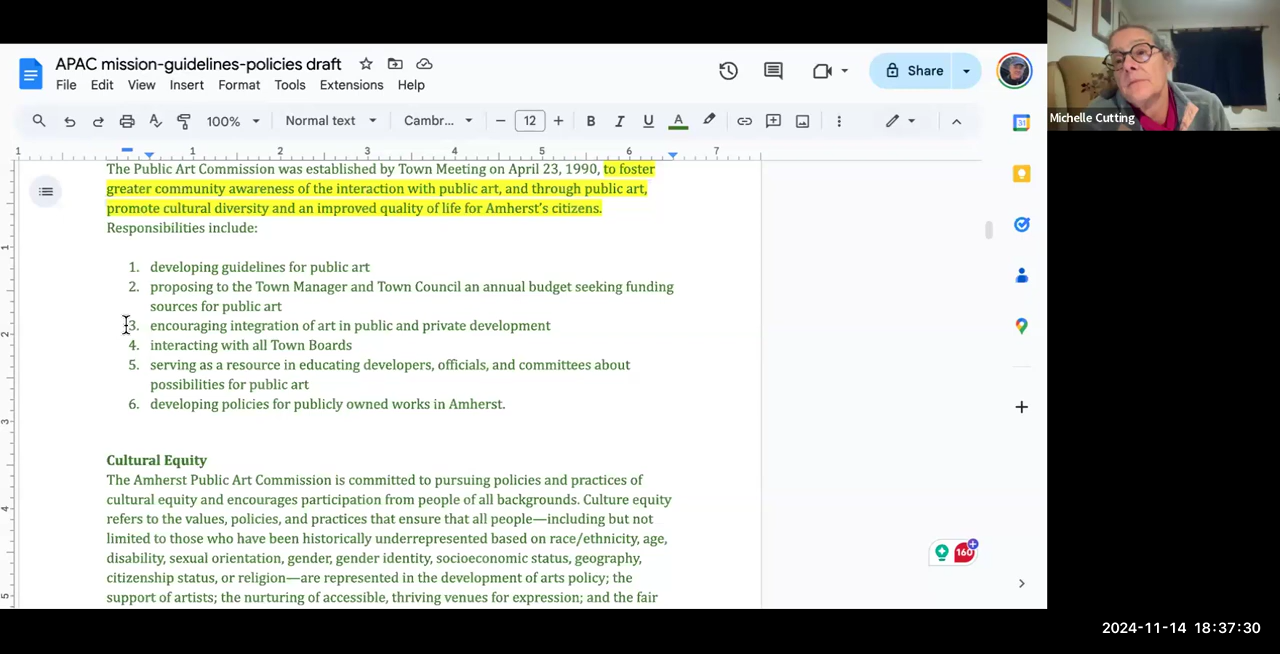 APAC mission-guidelines-policies draft
Share
Michelle Cutting
File Edit View Insert Format Tools Extensions Help
100% Normal text Cambr... 12 B I U A
1 1 2 3 4 5 6 7
The Public Art Commission was established by Town Meeting on April 23, 1990, to foster
greater community awareness of the interaction with public art, and through public art,
promote cultural diversity and an improved quality of life for Amherst's citizens.
Responsibilities include:
1. developing guidelines for public art
2. proposing to the Town Manager and Town Council an annual budget seeking funding
sources for public art
3. encouraging integration of art in public and private development
4. interacting with all Town Boards
5. serving as a resource in educating developers, officials, and committees about
possibilities for public art
6. developing policies for publicly owned works in Amherst.
Cultural Equity
The Amherst Public Art Commission is committed to pursuing policies and practices of
cultural equity and encourages participation from people of all backgrounds. Culture equity
refers to the values, policies, and practices that ensure that all people—including but not
limited to those who have been historically underrepresented based on race/ethnicity, age,
disability, sexual orientation, gender, gender identity, socioeconomic status, geography,
citizenship status, or religion—are represented in the development of arts policy; the
support of artists; the nurturing of accessible, thriving venues for expression; and the fair
160
2024-11-14 18:37:30